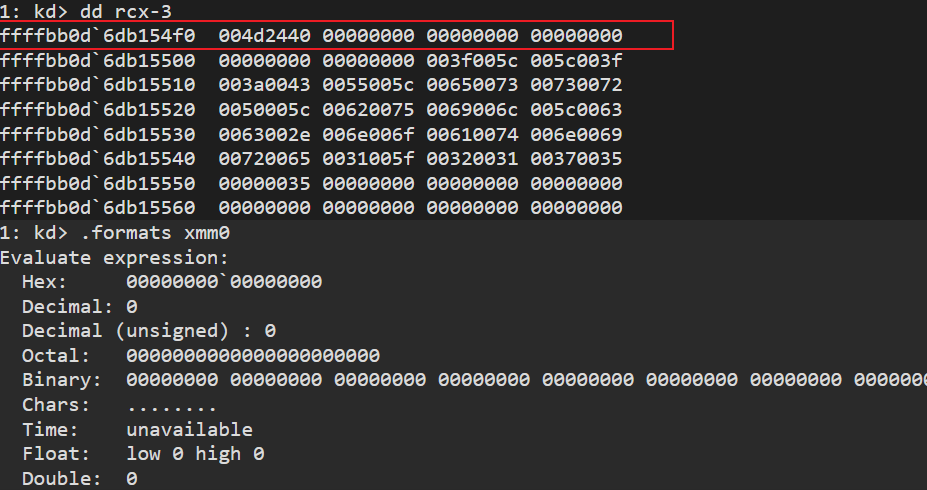 1: kd> dd rcx-3
ffffbb0d`6db154f0  004d2440 00000000 00000000 00000000
ffffbb0d`6db15500  00000000 00000000 003f005c 005c003f
ffffbb0d`6db15510  003a0043 0055005c 00650073 00730072
ffffbb0d`6db15520  0050005c 00620075 0069006c 005c0063
ffffbb0d`6db15530  0063002e 006e006f 00610074 006e0069
ffffbb0d`6db15540  00720065 0031005f 00320031 00370035
ffffbb0d`6db15550  00000035 00000000 00000000 00000000
ffffbb0d`6db15560  00000000 00000000 00000000 00000000
1: kd> .formats xmm0
Evaluate expression:
  Hex:     00000000`00000000
  Decimal: 0
  Decimal (unsigned) : 0
  Octal:   0000000000000000000000
  Binary:  00000000 00000000 00000000 00000000 00000000 00000000 00000000 0000000
  Chars:   ........
  Time:    unavailable
  Float:   low 0 high 0
  Double:  0